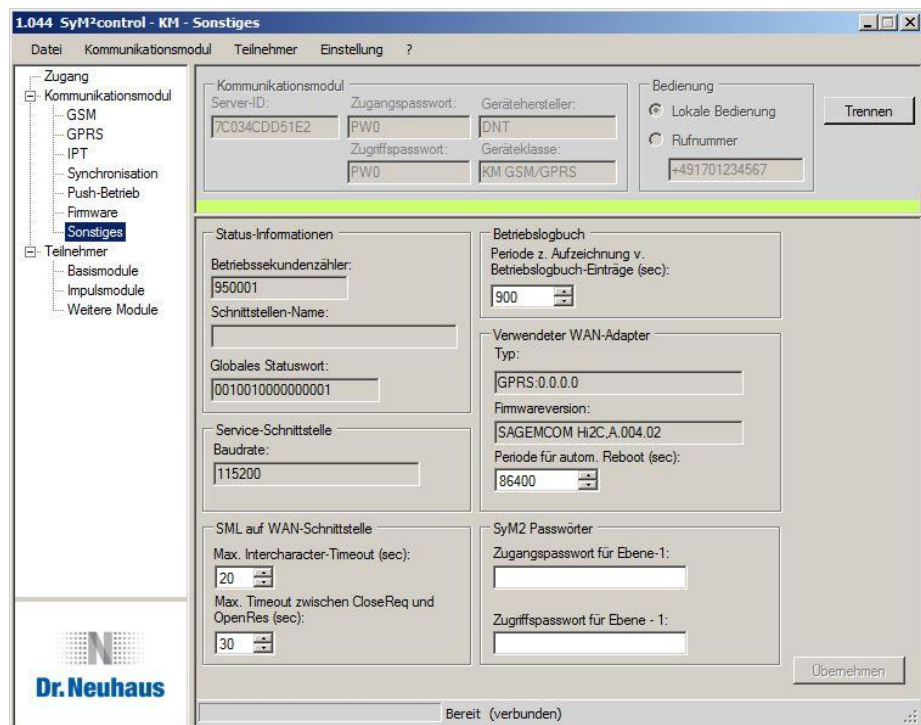 1.044 SyM²control - KM - Sonstiges
Datei Kommunikationsmodul Teilnehmer Einstellung ?
Zugang
Kommunikationsmodul
GSM
GPRS
IPT
Synchronisation
Push-Betrieb
Firmware
Sonstiges
Teilnehmer
Basismodule
Impulsmodule
Weitere Module
Dr.Neuhaus
Kommunikationsmodul
Server-ID: Zugangspasswort: Gerätehersteller:
7C034CDD51E2 PW0 DNT
Zugriffspasswort: Geräteklasse:
PW0 KM GSM/GPRS
Bedienung
Lokale Bedienung
Rufnummer
+491701234567
Trennen
Status-Informationen
Betriebssekundenzähler:
950001
Schnittstellen-Name:
Globales Statuswort:
0010010000000001
Service-Schnittstelle
Baudrate:
115200
SML auf WAN-Schnittstelle
Max. Intercharacter-Timeout (sec):
20
Max. Timeout zwischen CloseReq und
OpenRes (sec):
30
Betriebslogbuch
Periode z. Aufzeichnung v.
Betriebslogbuch-Einträge (sec):
900
Verwendeter WAN-Adapter
Typ:
GPRS:0.0.0.0
Firmwareversion:
SAGEMCOM Hi2C,A.004.02
Periode für autom. Reboot (sec):
86400
SyM2 Passwörter
Zugangspasswort für Ebene-1:
Zugriffspasswort für Ebene - 1:
Übernehmen
Bereit (verbunden)